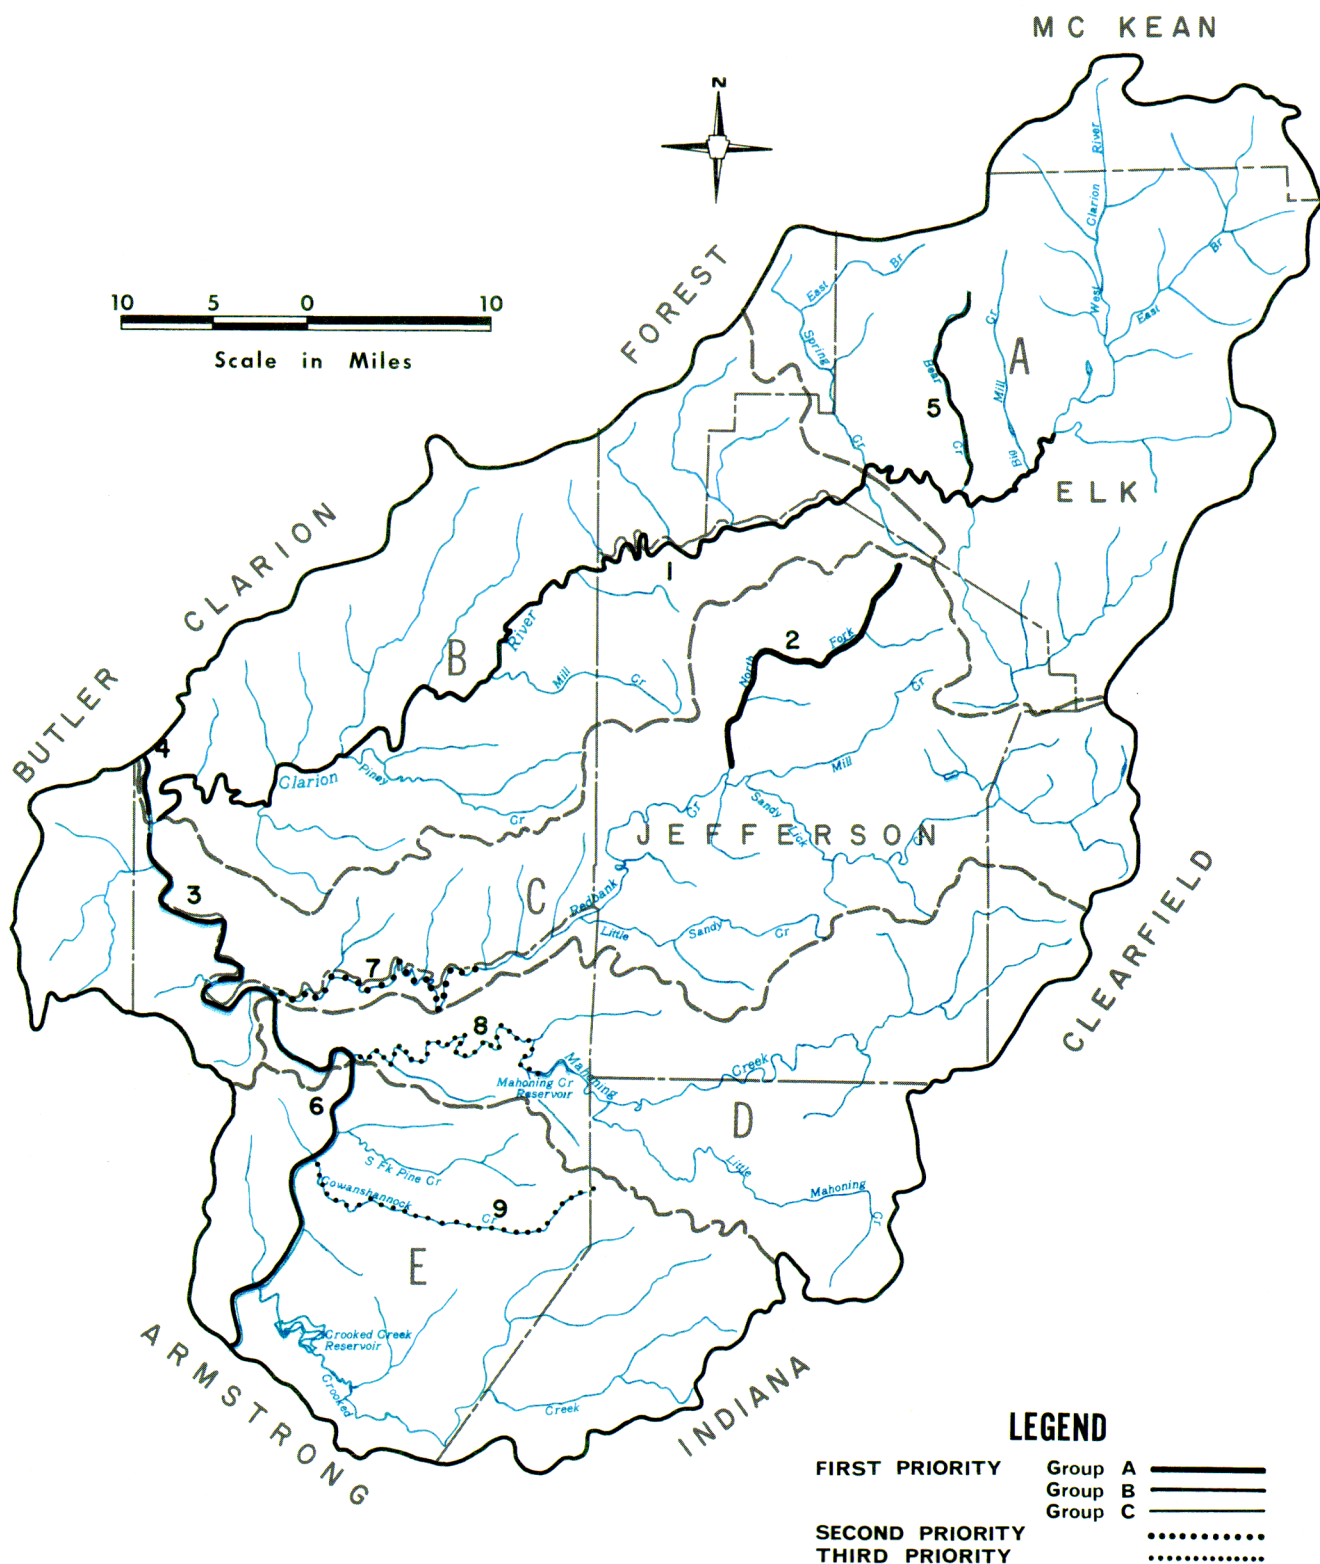 MC KEAN
N
10 5 0 10
Scale in Miles
FOREST
CLARION
BUTLER
ELK
JEFFERSON
CLEARFIELD
ARMSTRONG
INDIANA
A
B
C
D
E
1
2
3
4
5
6
7
8
9
West Clarion River
East Br
East Br
Spring Cr
Bear Cr
Big Mill Cr
River
Clarion
Mill Cr
Piney
Cr
North Fork
Mill Cr
Sandy Lick
Cr
Redbank
Cr
Little Sandy Cr
Mahoning
Creek
Mahoning Cr
Reservoir
Little Mahoning Cr
S Fk Pine Cr
Cowanshannock
Cr
Crooked Creek
Reservoir
Crooked
Creek
LEGEND
FIRST PRIORITY Group A
Group B
Group C
SECOND PRIORITY
THIRD PRIORITY